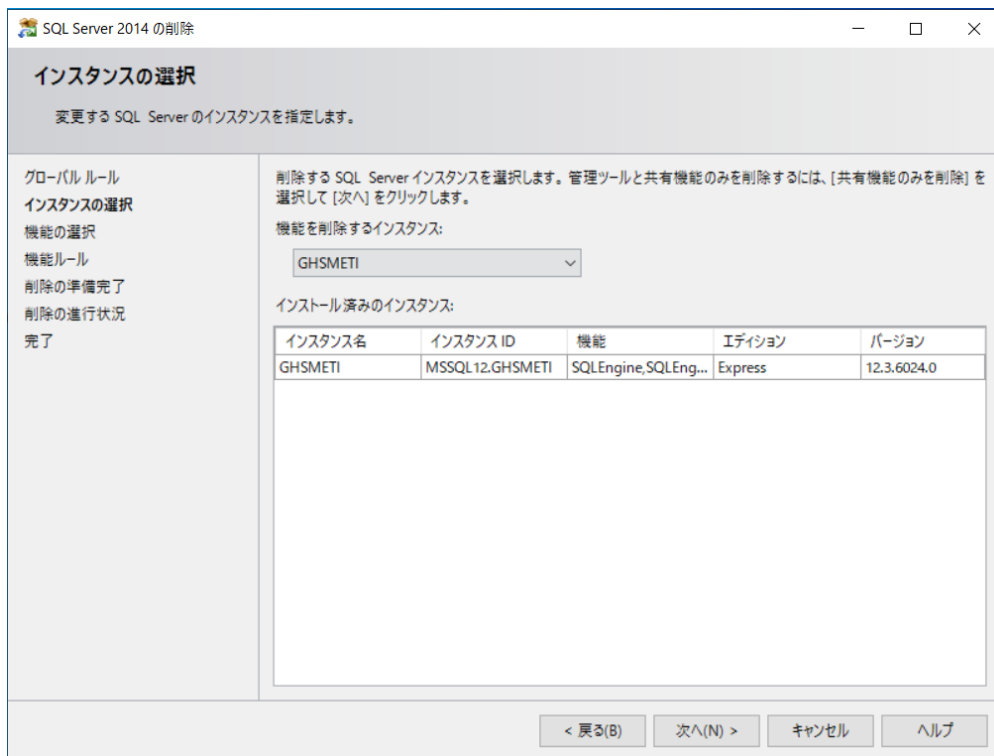 SQL Server 2014 の削除
インスタンスの選択
変更する SQL Server のインスタンスを指定します。
グローバル ルール
インスタンスの選択
機能の選択
機能ルール
削除の準備完了
削除の進行状況
完了
削除する SQL Server インスタンスを選択します。管理ツールと共有機能のみを削除するには、[共有機能のみを削除] を
選択して [次へ] をクリックします。
機能を削除するインスタンス:
GHSMETI
インストール済みのインスタンス:
インスタンス名 インスタンス ID 機能 エディション バージョン
GHSMETI MSSQL12.GHSMETI SQLEngine,SQLEng... Express 12.3.6024.0
< 戻る(B) 次へ(N) > キャンセル ヘルプ